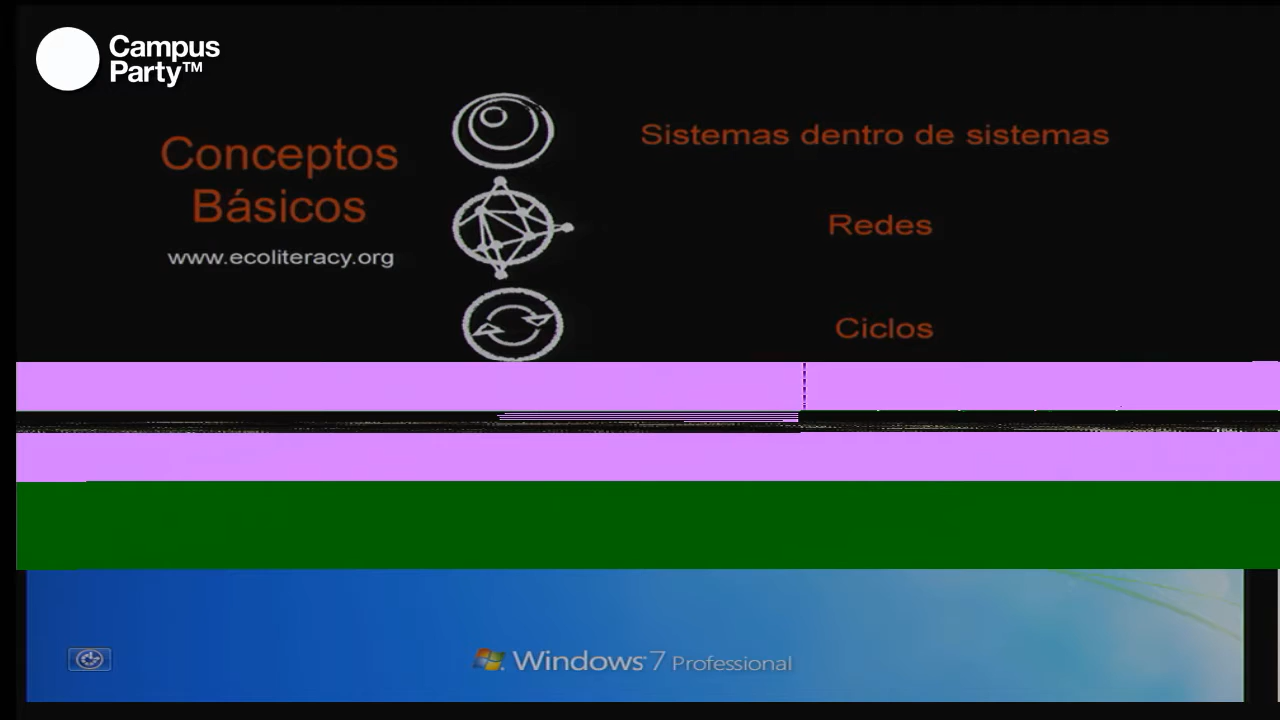 Campus
Party™
Conceptos
Básicos
www.ecoliteracy.org
Sistemas dentro de sistemas
Redes
Ciclos
Windows 7 Professional